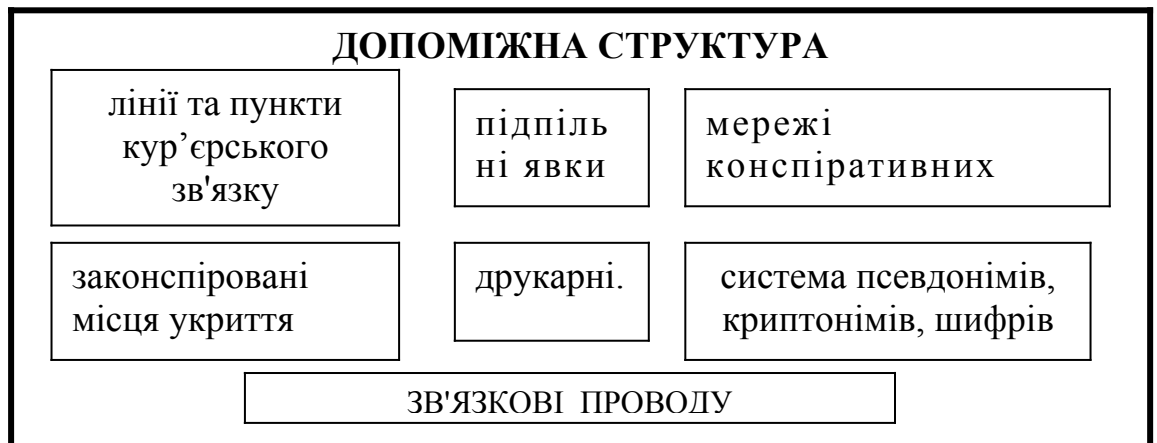 ДОПОМІЖНА СТРУКТУРА
лінії та пункти
кур’єрського
зв'язку
підпіль
ні явки
мережі
конспіративних
законспіровані
місця укриття
друкарні.
система псевдонімів,
криптонімів, шифрів
ЗВ'ЯЗКОВІ ПРОВОДУ